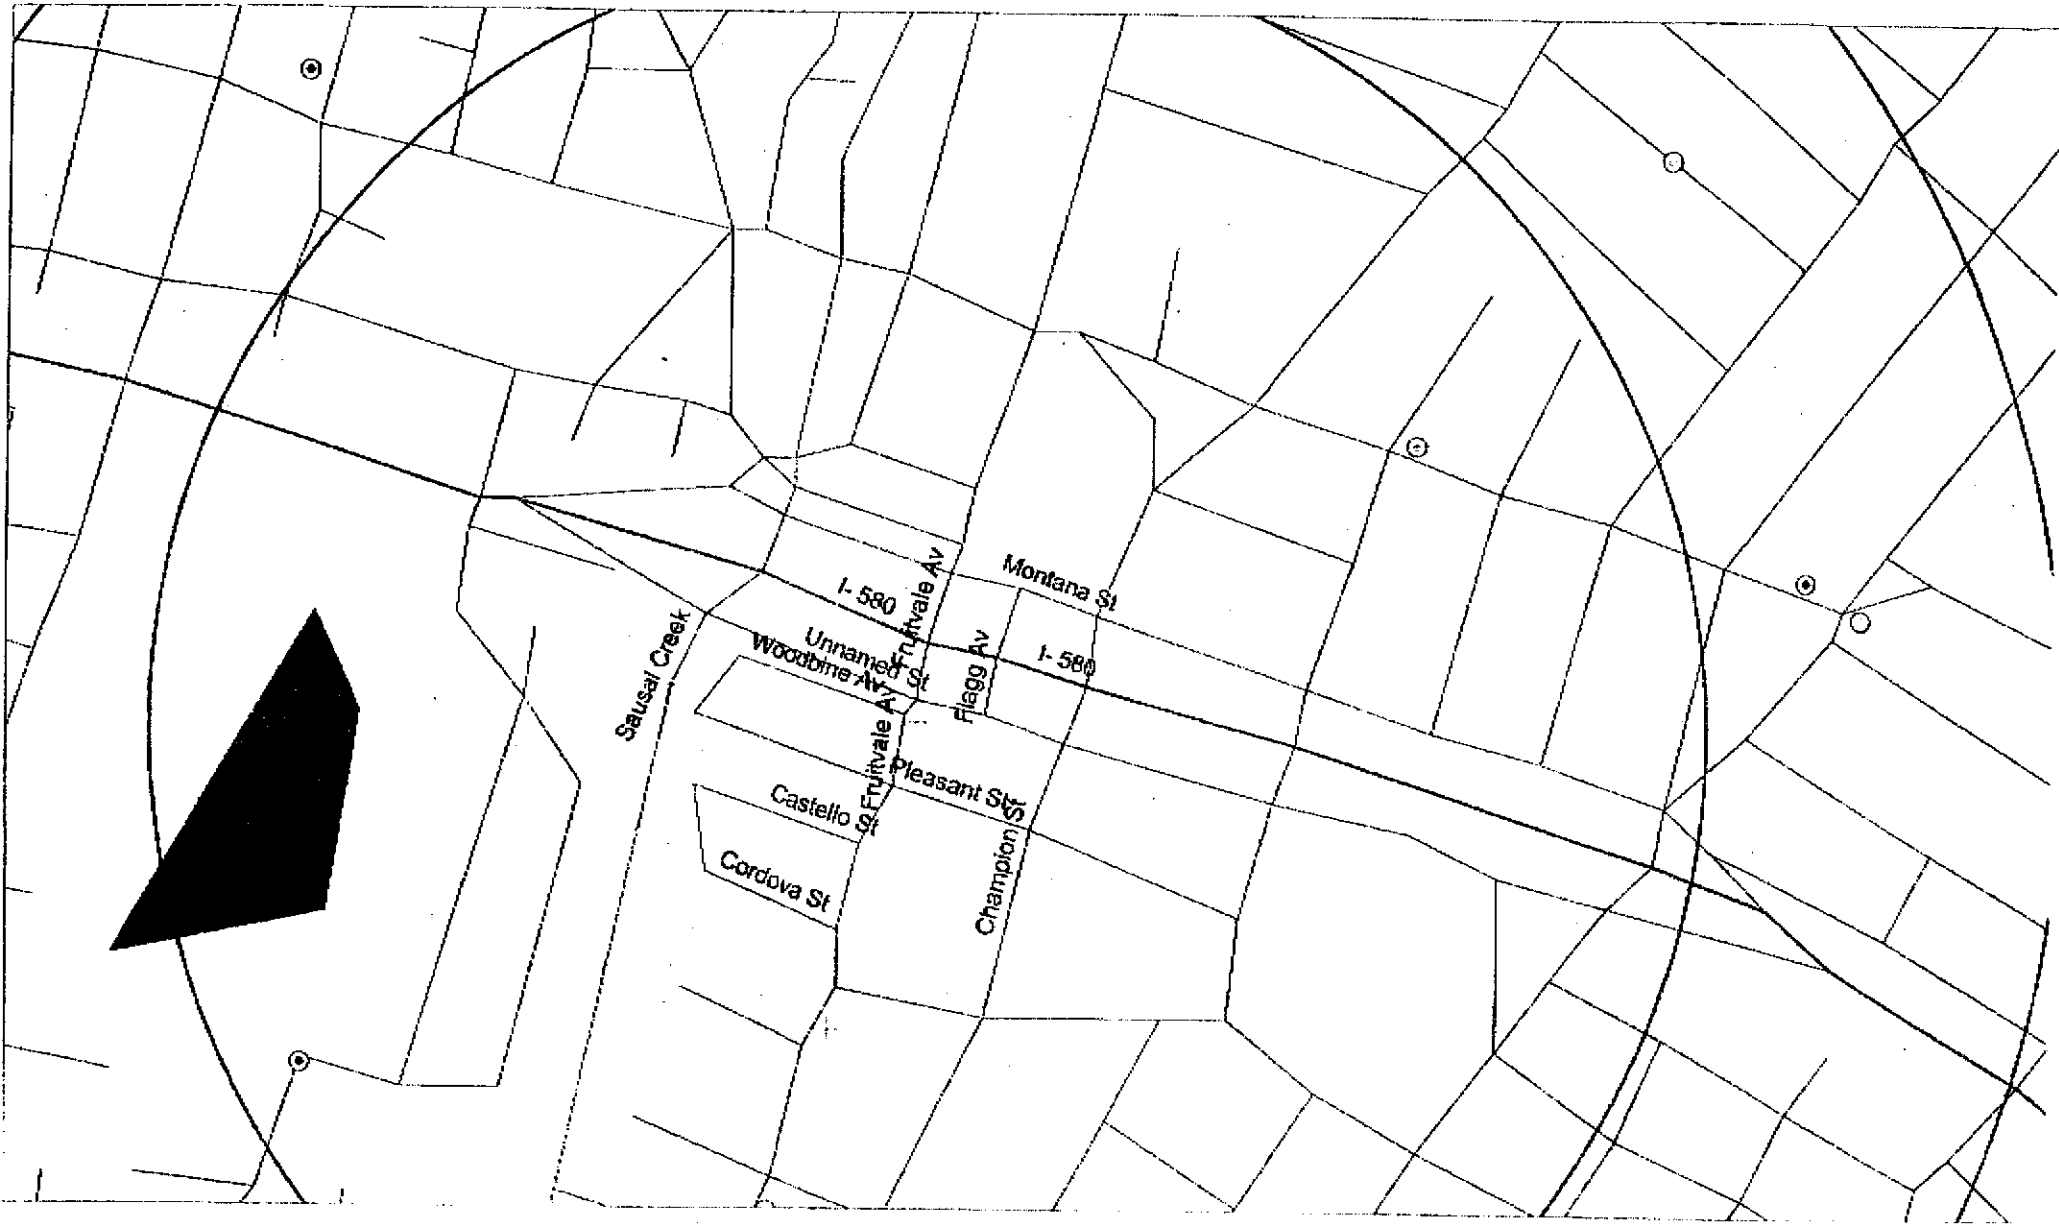 Montana St
I- 580
Fruitvale Av
Unnamed St
Woodbine Av
Flagg Av
I- 580
Sausal Creek
Fruitvale Av
Pleasant St
Castello St
Cordova St
Champion St